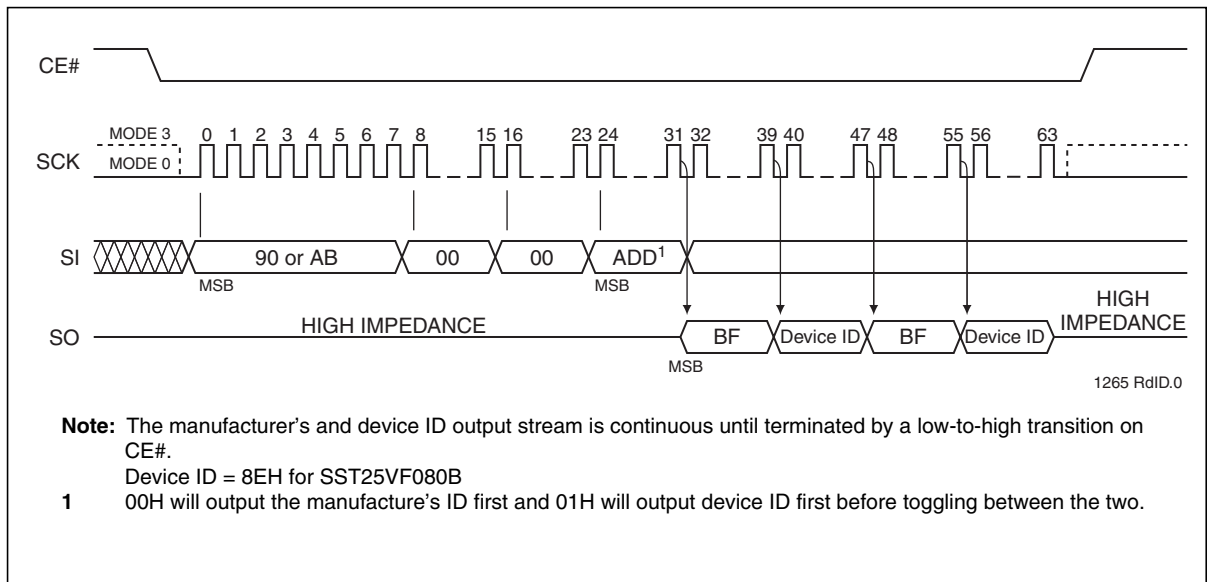 CE#
MODE 3 0 1 2 3 4 5 6 7 8 15 16 23 24 31 32 39 40 47 48 55 56 63
SCK MODE 0
SI 90 or AB 00 00 ADD1
MSB MSB
HIGH IMPEDANCE
SO HIGH IMPEDANCE BF Device ID BF Device ID
MSB
1265 RdID.0
Note: The manufacturer's and device ID output stream is continuous until terminated by a low-to-high transition on
CE#.
Device ID = 8EH for SST25VF080B
1 00H will output the manufacture's ID first and 01H will output device ID first before toggling between the two.